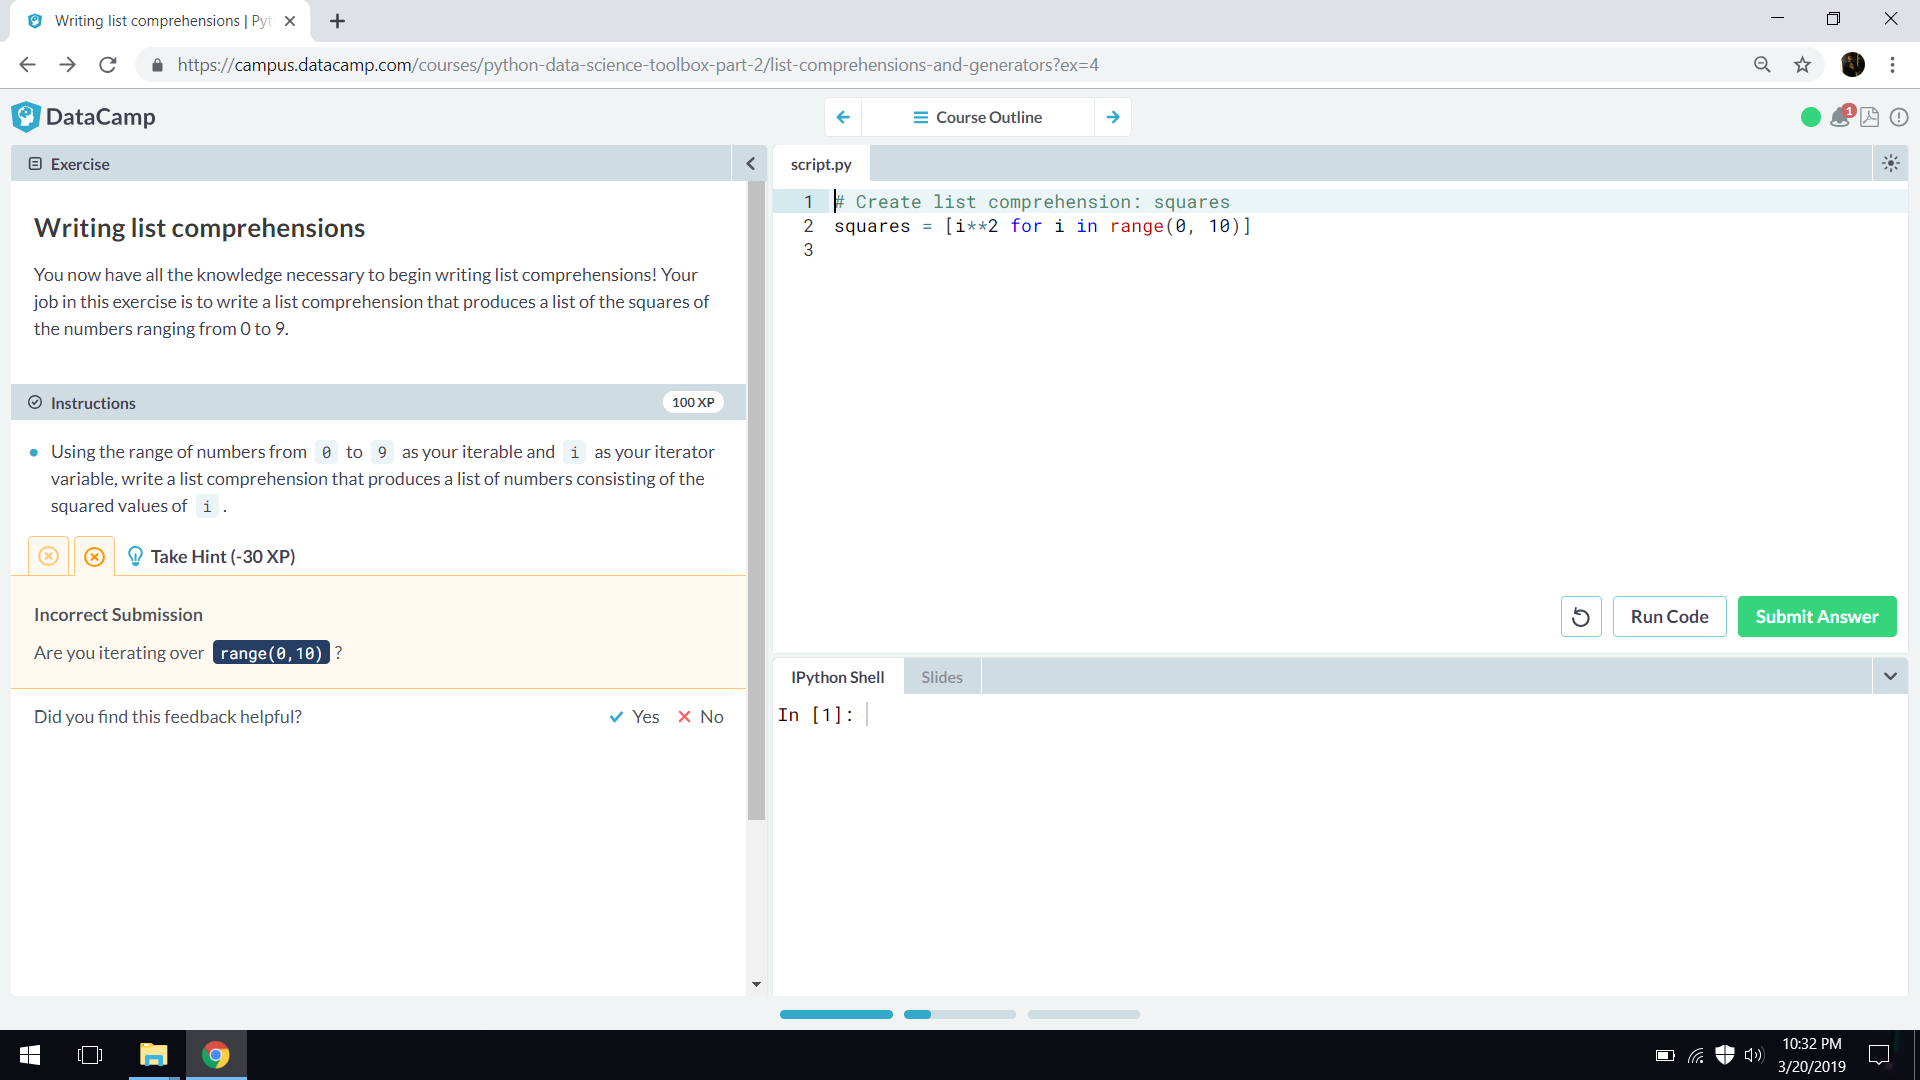 Writing list comprehensions | Pyt
https://campus.datacamp.com/courses/python-data-science-toolbox-part-2/list-comprehensions-and-generators?ex=4
DataCamp
Course Outline
1
Exercise
Writing list comprehensions
You now have all the knowledge necessary to begin writing list comprehensions! Your
job in this exercise is to write a list comprehension that produces a list of the squares of
the numbers ranging from 0 to 9.
Instructions
100 XP
Using the range of numbers from 0 to 9 as your iterable and i as your iterator
variable, write a list comprehension that produces a list of numbers consisting of the
squared values of i .
Take Hint (-30 XP)
Incorrect Submission
Are you iterating over range(0,10) ?
Did you find this feedback helpful?
Yes
No
script.py
1 # Create list comprehension: squares
2 squares = [i**2 for i in range(0, 10)]
3
Run Code
Submit Answer
IPython Shell
Slides
In [1]:
10:32 PM
3/20/2019